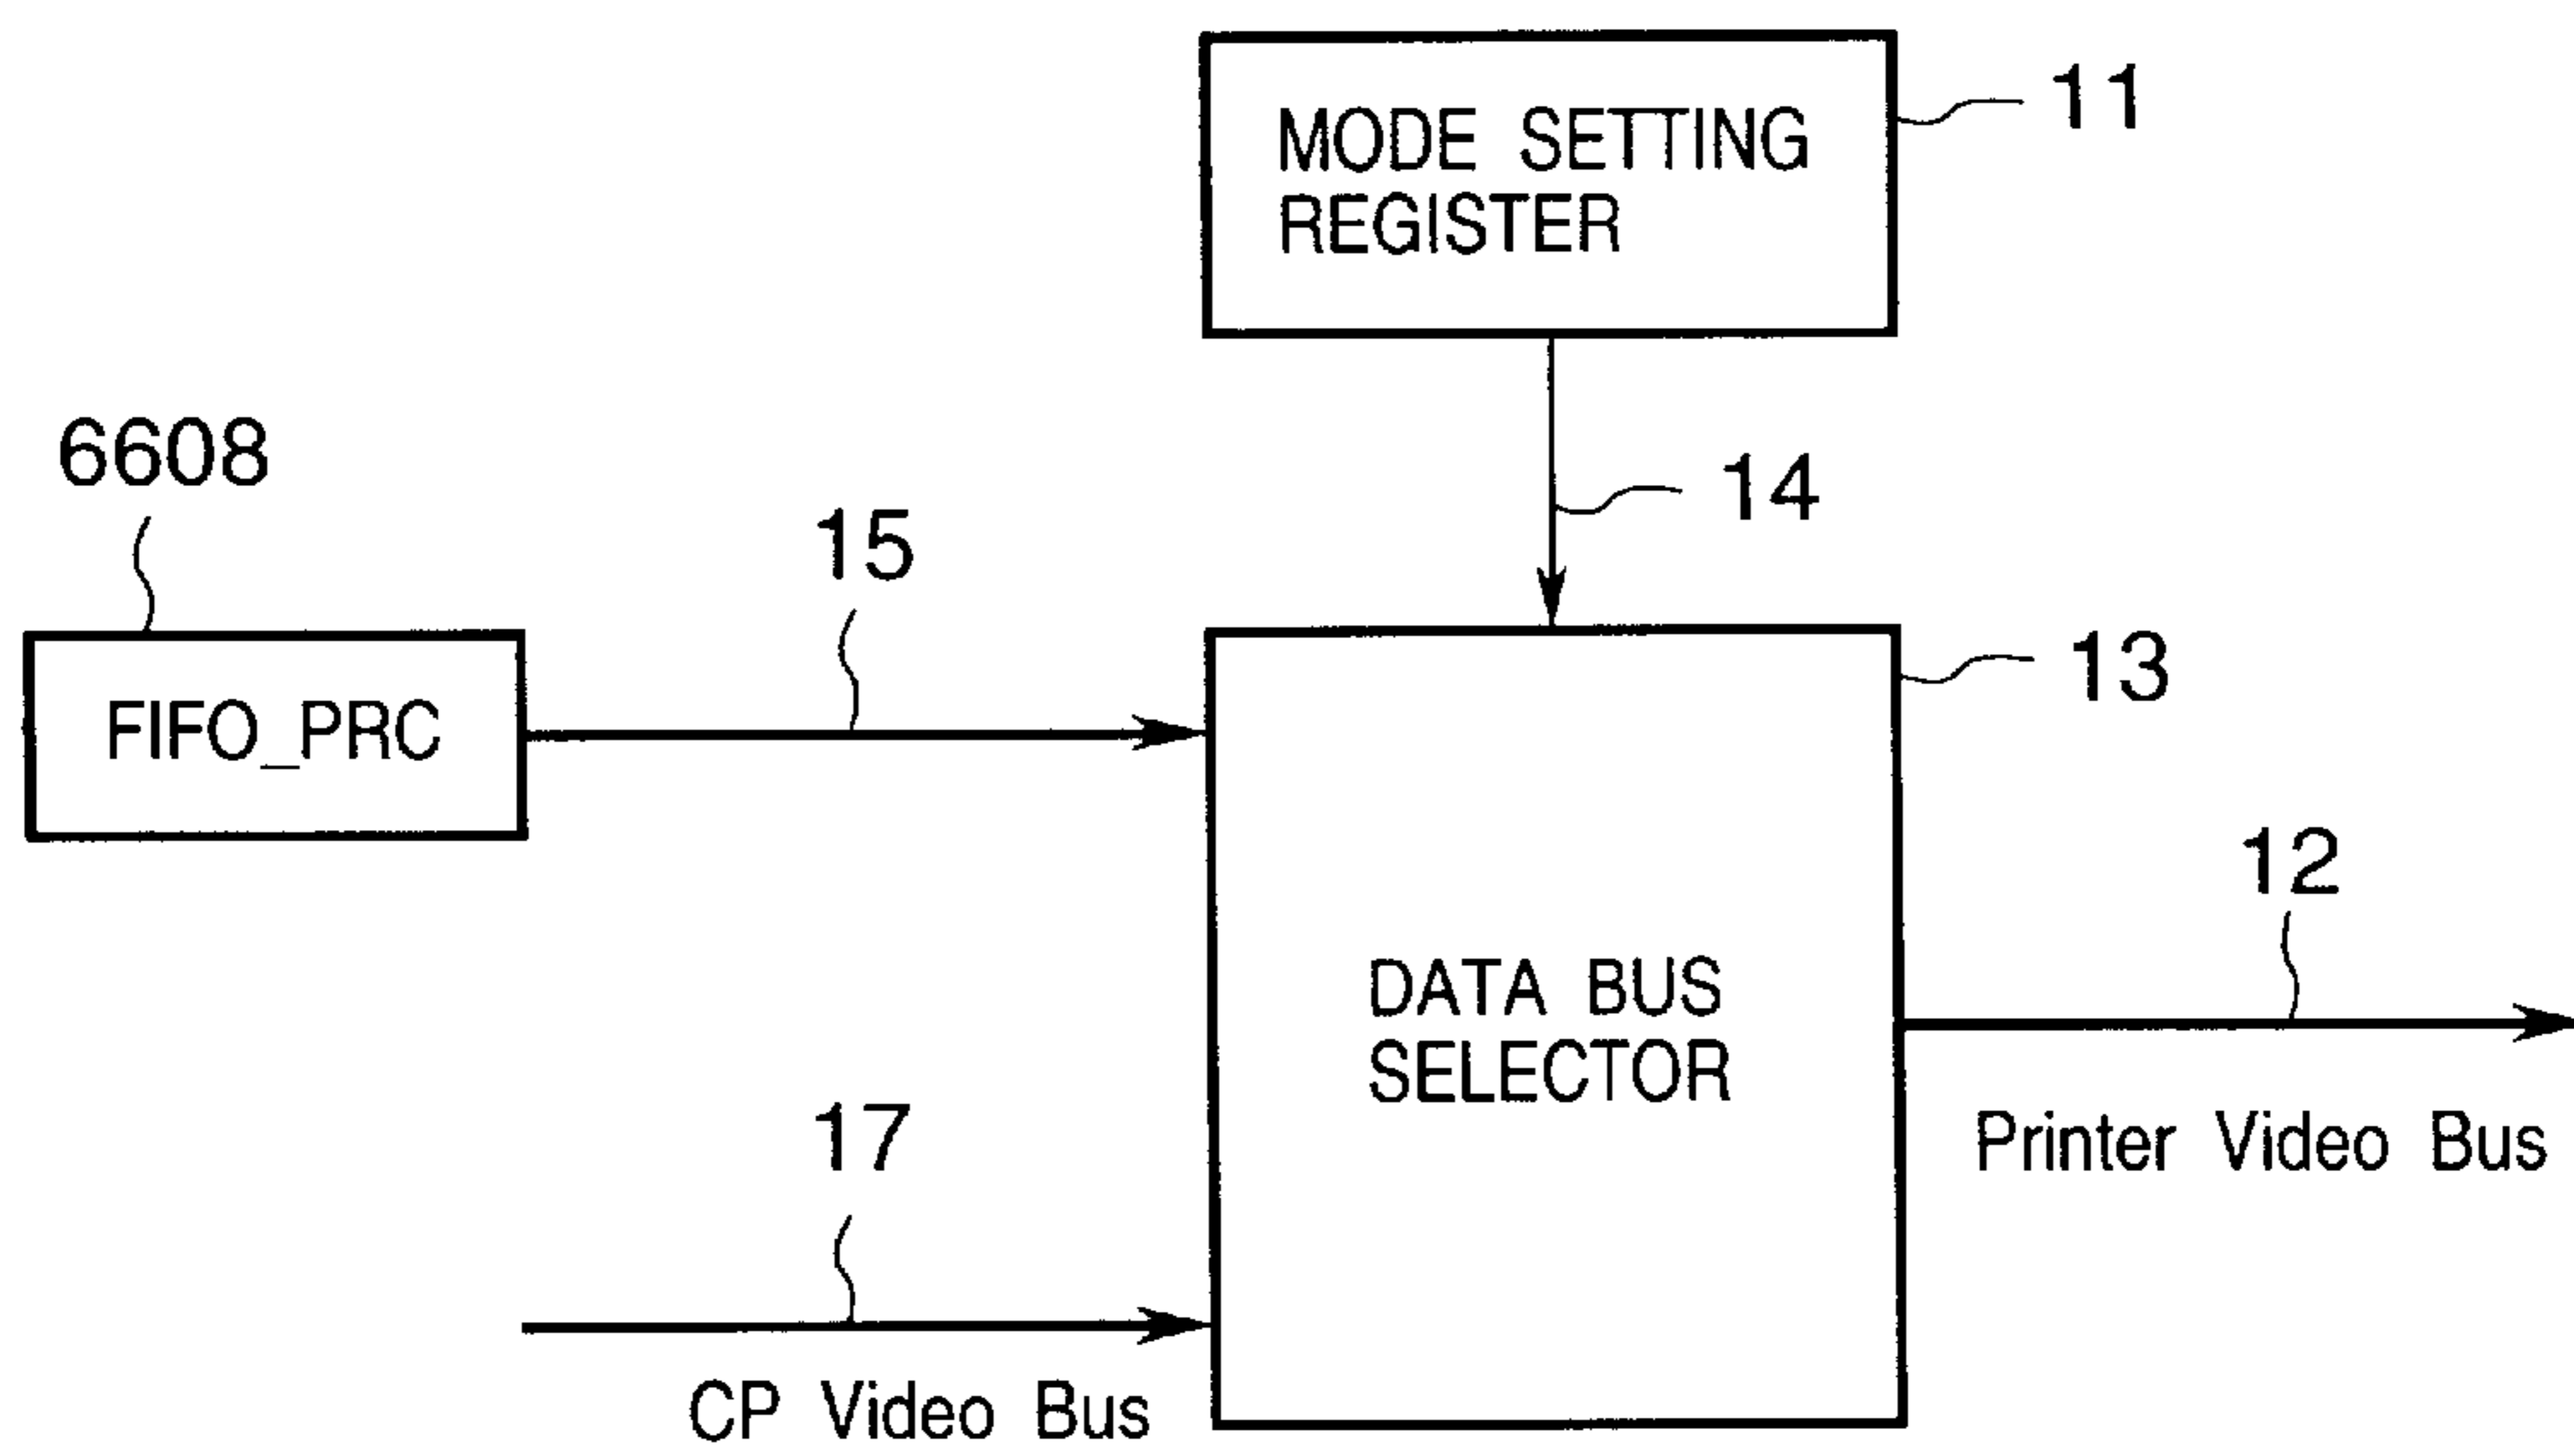 11
MODE SETTING
REGISTER
14
6608
15
FIFO_PRC
13
12
DATA BUS
SELECTOR
17
Printer Video Bus
CP Video Bus